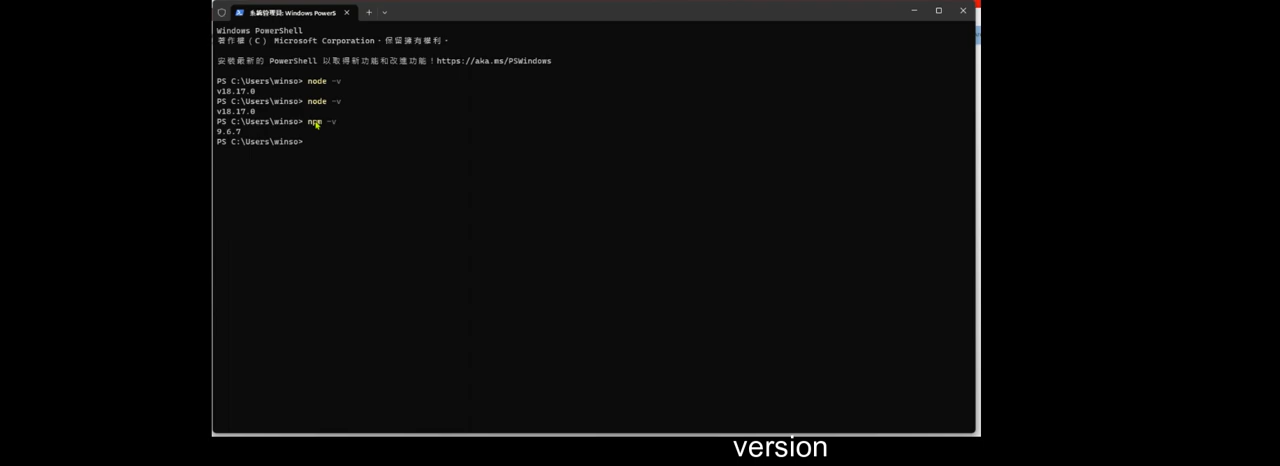 系統管理員: Windows PowerS
Windows PowerShell
著作權 (C) Microsoft Corporation。保留擁有權利。
安裝最新的 PowerShell 以取得新功能和改進功能！https://aka.ms/PSWindows
PS C:\Users\winso> node -v
v18.17.0
PS C:\Users\winso> node -v
v18.17.0
PS C:\Users\winso> npm -v
9.6.7
PS C:\Users\winso>
version